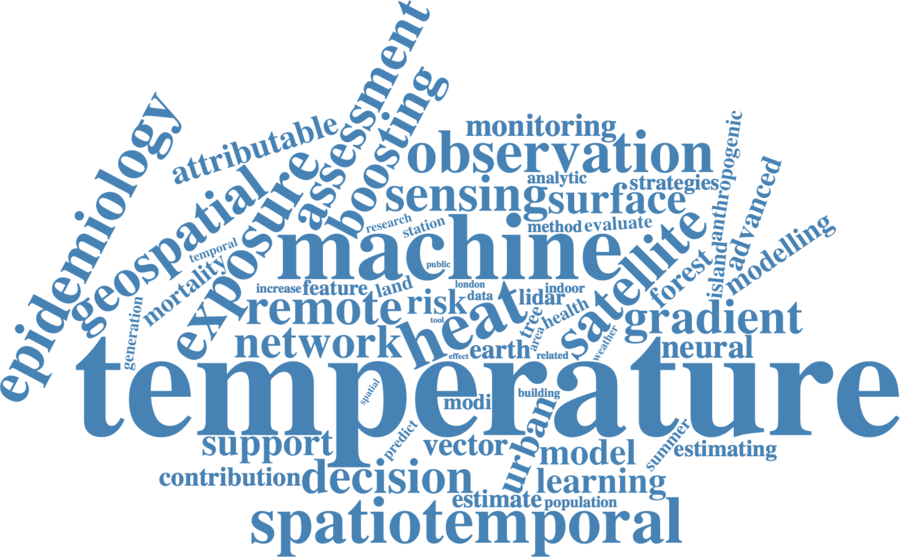 assessment
epidemiology
boosting
attributable
monitoring
observation
anthropogenic
geospatial
exposure
sensing
analytic
strategies
surface
advanced
research
station
method
evaluate
machine
satellite
temporal
mortality
public
island
forest
modelling
increase
feature
land
london
data
indoor
remote
risk
lidar
heat
tree
health
area
gradient
generation
tool
network
effect
earth
related
weather
neural
temperature
spatial
modi
building
urban
support
predict
vector
model
summer
estimating
contribution
decision
learning
estimate
population
spatiotemporal